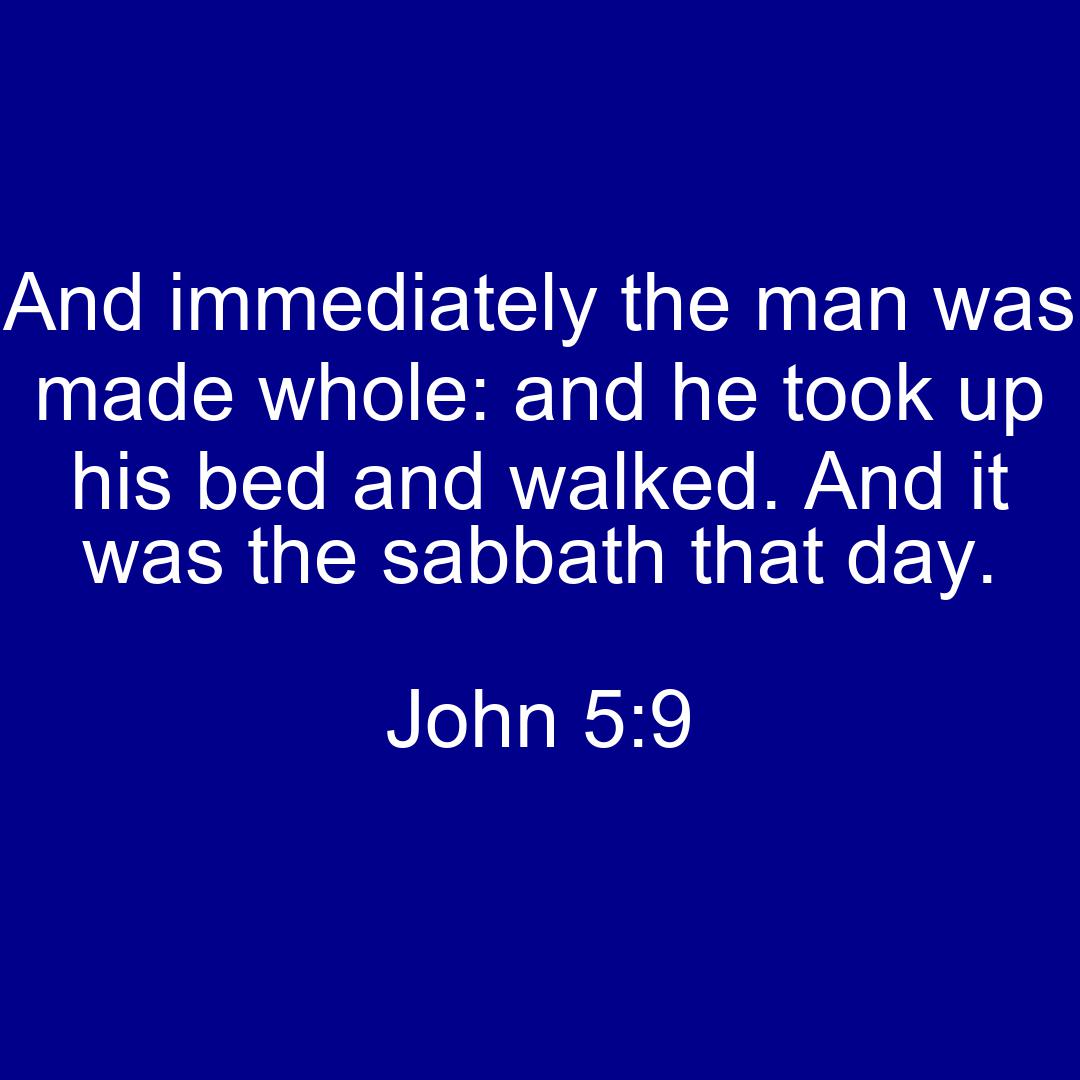 And immediately the man was
made whole: and he took up
his bed and walked. And it
was the sabbath that day.
John 5:9